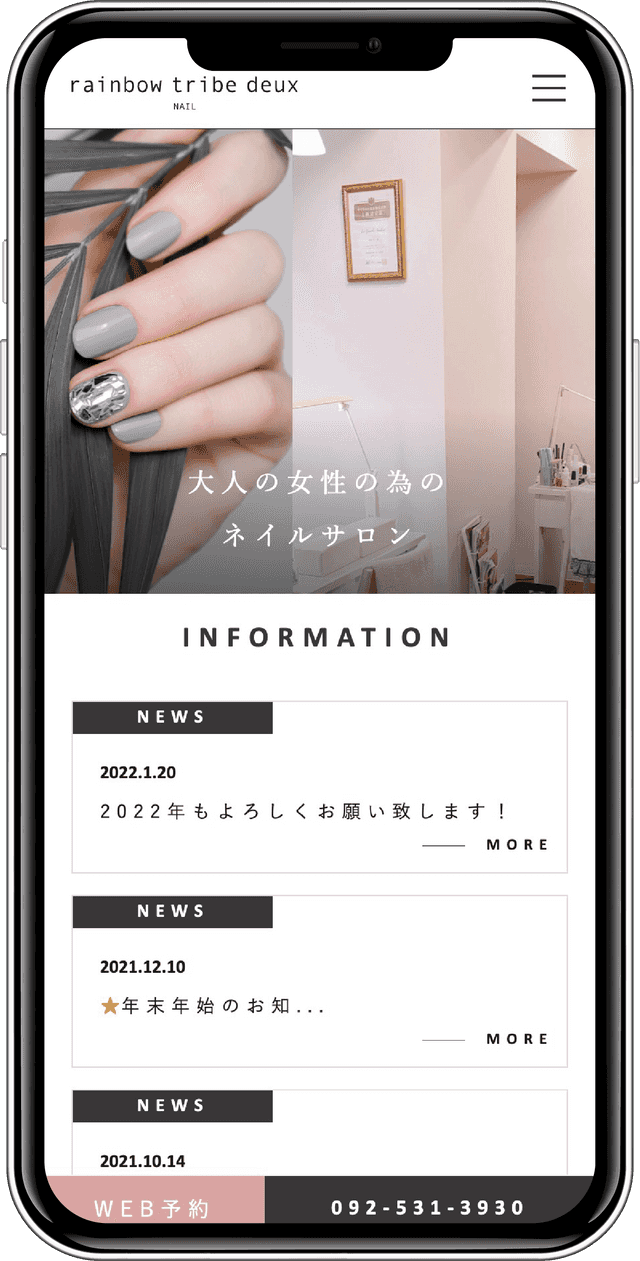 rainbow tribe deux
NAIL
大人の女性の為の
ネイルサロン
INFORMATION
NEWS
2022.1.20
2022年もよろしくお願い致します！
MORE
NEWS
2021.12.10
★年末年始のお知...
MORE
NEWS
2021.10.14
WEB予約
092-531-3930